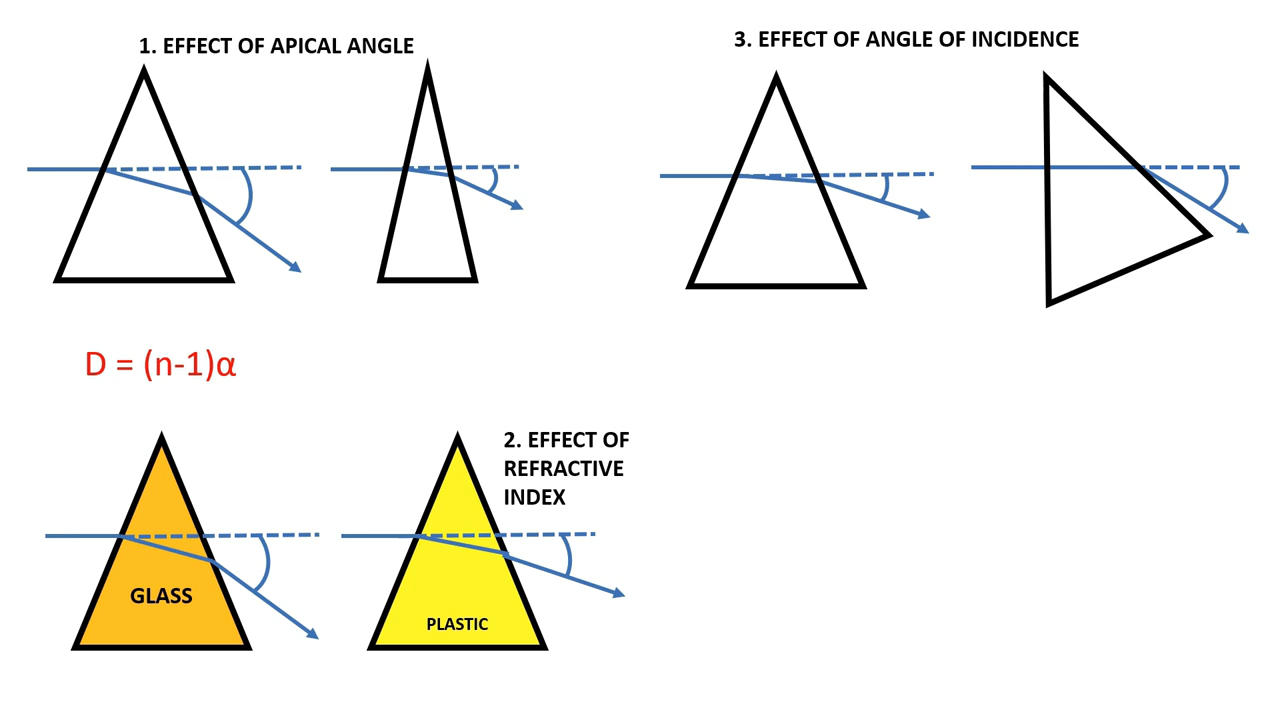 1. EFFECT OF APICAL ANGLE
3. EFFECT OF ANGLE OF INCIDENCE
D = (n-1)α
2. EFFECT OF
REFRACTIVE
INDEX
GLASS
PLASTIC